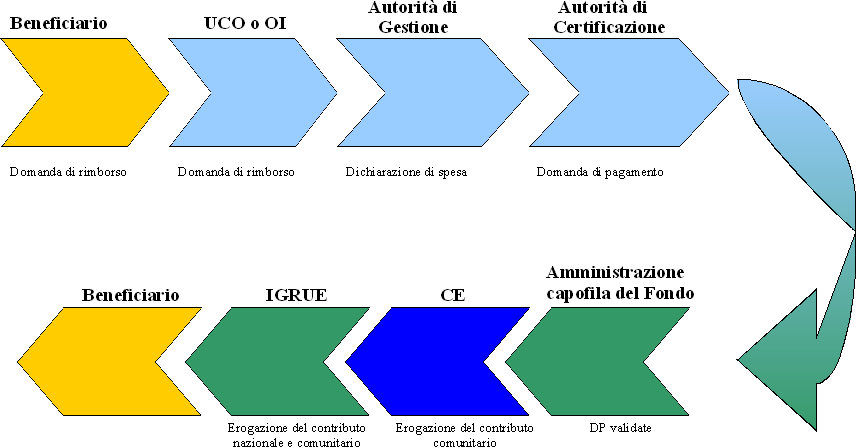 Beneficiario
UCO o OI
Autorità di
Gestione
Autorità di
Certificazione
Domanda di rimborso
Domanda di rimborso
Dichiarazione di spesa
Domanda di pagamento
Beneficiario
IGRUE
CE
Amministrazione
capofila del Fondo
Erogazione del contributo
nazionale e comunitario
Erogazione del contributo
comunitario
DP validate